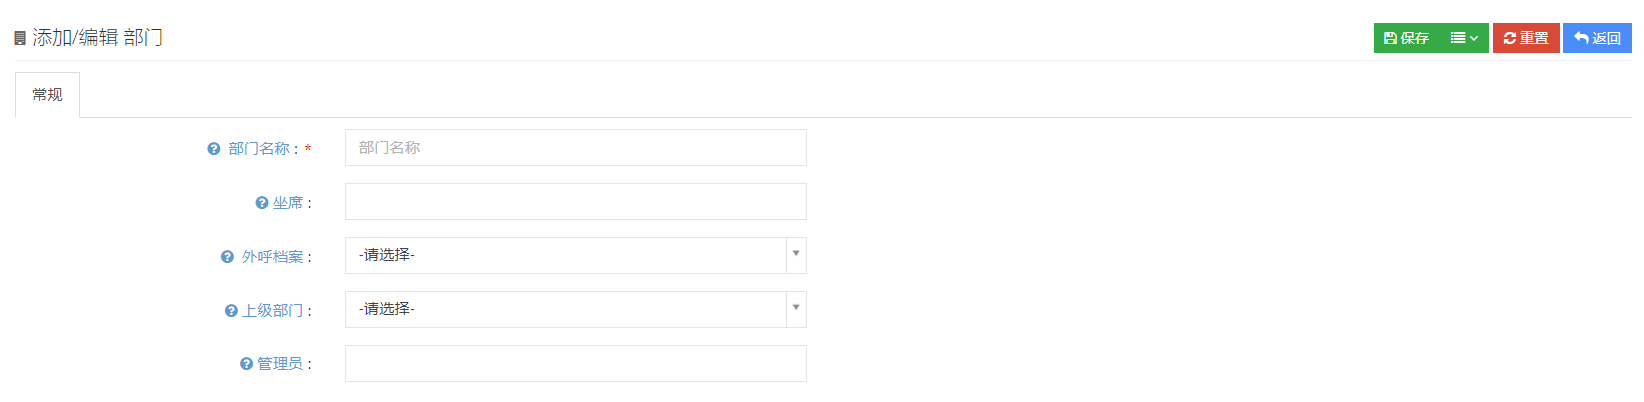 添加/编辑 部门
保存
重置
返回
常规
部门名称 : *
部门名称
坐席 :
外呼档案 :
-请选择-
上级部门 :
-请选择-
管理员 :